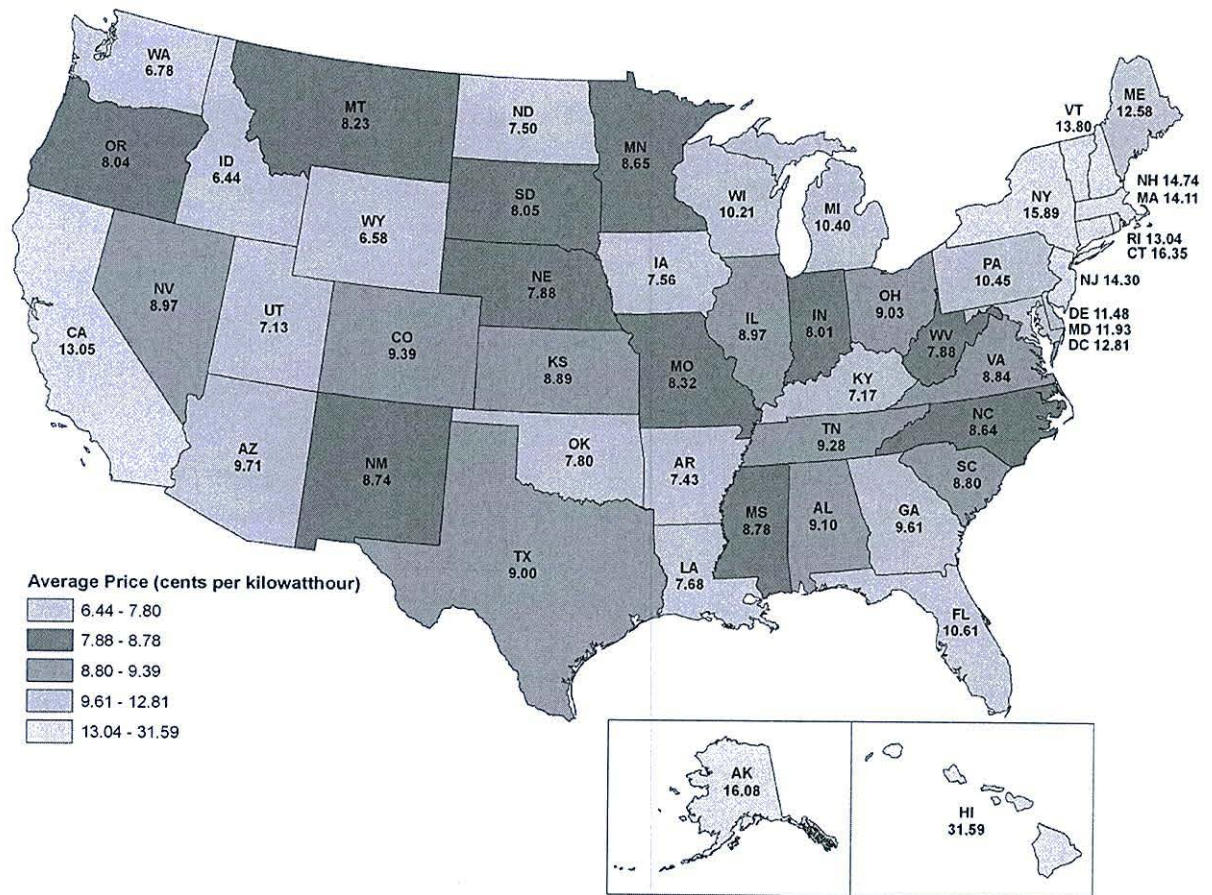 WA
6.78
MT
8.23
ND
7.50
MN
8.65
VT
13.80
ME
12.58
OR
8.04
ID
6.44
SD
8.05
WI
10.21
MI
10.40
NY
15.89
NH 14.74
MA 14.11
WY
6.58
RI 13.04
CT 16.35
NV
8.97
UT
7.13
NE
7.88
IA
7.56
PA
10.45
NJ 14.30
CA
13.05
CO
9.39
KS
8.89
MO
8.32
IL
8.97
IN
8.01
OH
9.03
WV
7.88
DE 11.48
MD 11.93
DC 12.81
VA
8.84
KY
7.17
AZ
9.71
NM
8.74
OK
7.80
AR
7.43
TN
9.28
NC
8.64
SC
8.80
TX
9.00
LA
7.68
MS
8.78
AL
9.10
GA
9.61
FL
10.61
Average Price (cents per kilowatthour)
6.44 - 7.80
7.88 - 8.78
8.80 - 9.39
9.61 - 12.81
13.04 - 31.59
AK
16.08
HI
31.59